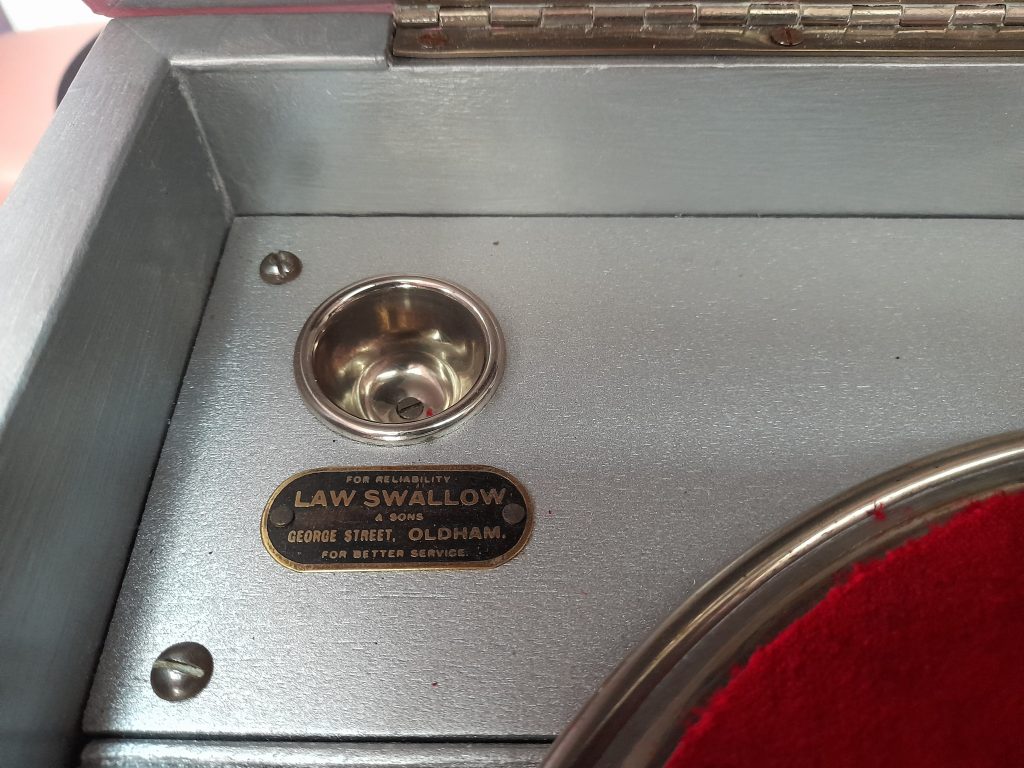 FOR RELIABILITY
LAW SWALLOW
& SONS
GEORGE STREET, OLDHAM.
FOR BETTER SERVICE.